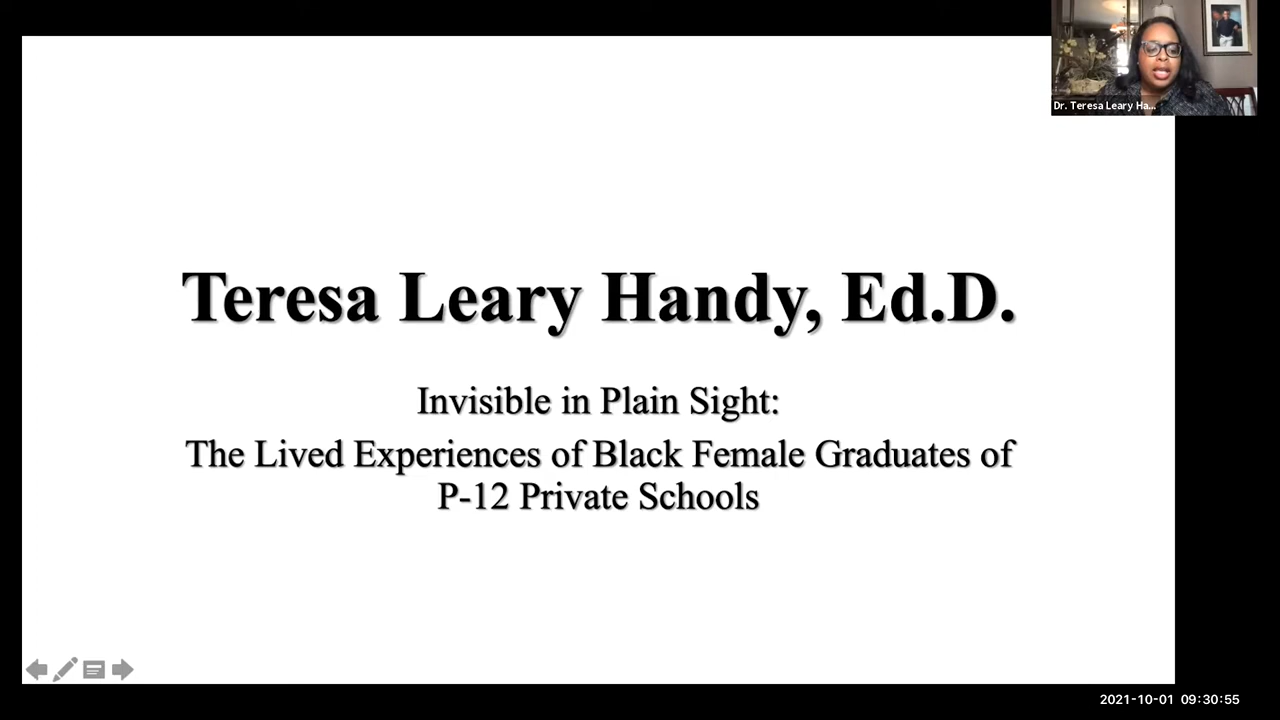 Dr. Teresa Leary Ha...
Teresa Leary Handy, Ed.D.
Invisible in Plain Sight:
The Lived Experiences of Black Female Graduates of
P-12 Private Schools
2021-10-01 09:30:55